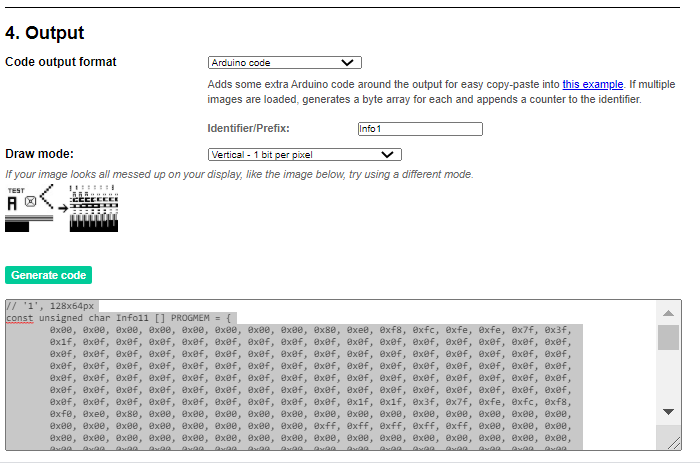 4. Output
Code output format
Arduino code
Adds some extra Arduino code around the output for easy copy-paste into this example. If multiple
images are loaded, generates a byte array for each and appends a counter to the identifier.
Identifier/Prefix:
Info1
Draw mode:
Vertical - 1 bit per pixel
If your image looks all messed up on your display, like the image below, try using a different mode.
TEST
A
Generate code
// '1', 128x64px
const unsigned char Info11 [] PROGMEM = {
0x00, 0x00, 0x00, 0x00, 0x00, 0x00, 0x00, 0x00, 0x80, 0xe0, 0xf8, 0xfc, 0xfe, 0xfe, 0x7f, 0x3f,
0x1f, 0x0f, 0x0f, 0x0f, 0x0f, 0x0f, 0x0f, 0x0f, 0x0f, 0x0f, 0x0f, 0x0f, 0x0f, 0x0f, 0x0f, 0x0f,
0x0f, 0x0f, 0x0f, 0x0f, 0x0f, 0x0f, 0x0f, 0x0f, 0x0f, 0x0f, 0x0f, 0x0f, 0x0f, 0x0f, 0x0f, 0x0f,
0x0f, 0x0f, 0x0f, 0x0f, 0x0f, 0x0f, 0x0f, 0x0f, 0x0f, 0x0f, 0x0f, 0x0f, 0x0f, 0x0f, 0x0f, 0x0f,
0x0f, 0x0f, 0x0f, 0x0f, 0x0f, 0x0f, 0x0f, 0x0f, 0x0f, 0x0f, 0x0f, 0x0f, 0x0f, 0x0f, 0x0f, 0x0f,
0x0f, 0x0f, 0x0f, 0x0f, 0x0f, 0x0f, 0x0f, 0x0f, 0x0f, 0x0f, 0x0f, 0x0f, 0x0f, 0x0f, 0x0f, 0x0f,
0x0f, 0x0f, 0x0f, 0x0f, 0x0f, 0x0f, 0x0f, 0x0f, 0x0f, 0x1f, 0x1f, 0x3f, 0x7f, 0xfe, 0xfc, 0xf8,
0xf0, 0xe0, 0x80, 0x00, 0x00, 0x00, 0x00, 0x00, 0x00, 0x00, 0x00, 0x00, 0x00, 0x00, 0x00, 0x00,
0x00, 0x00, 0x00, 0x00, 0x00, 0x00, 0x00, 0x00, 0xff, 0xff, 0xff, 0xff, 0xff, 0x00, 0x00, 0x00,
0x00, 0x00, 0x00, 0x00, 0x00, 0x00, 0x00, 0x00, 0x00, 0x00, 0x00, 0x00, 0x00, 0x00, 0x00, 0x00,